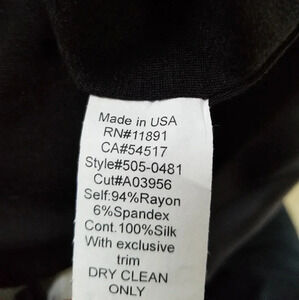 Made in USA
RN#11891
CA#54517
Style#505-0481
Cut#A03956
Self:94%Rayon
6%Spandex
Cont.100%Silk
With exclusive
trim
DRY CLEAN
ONLY